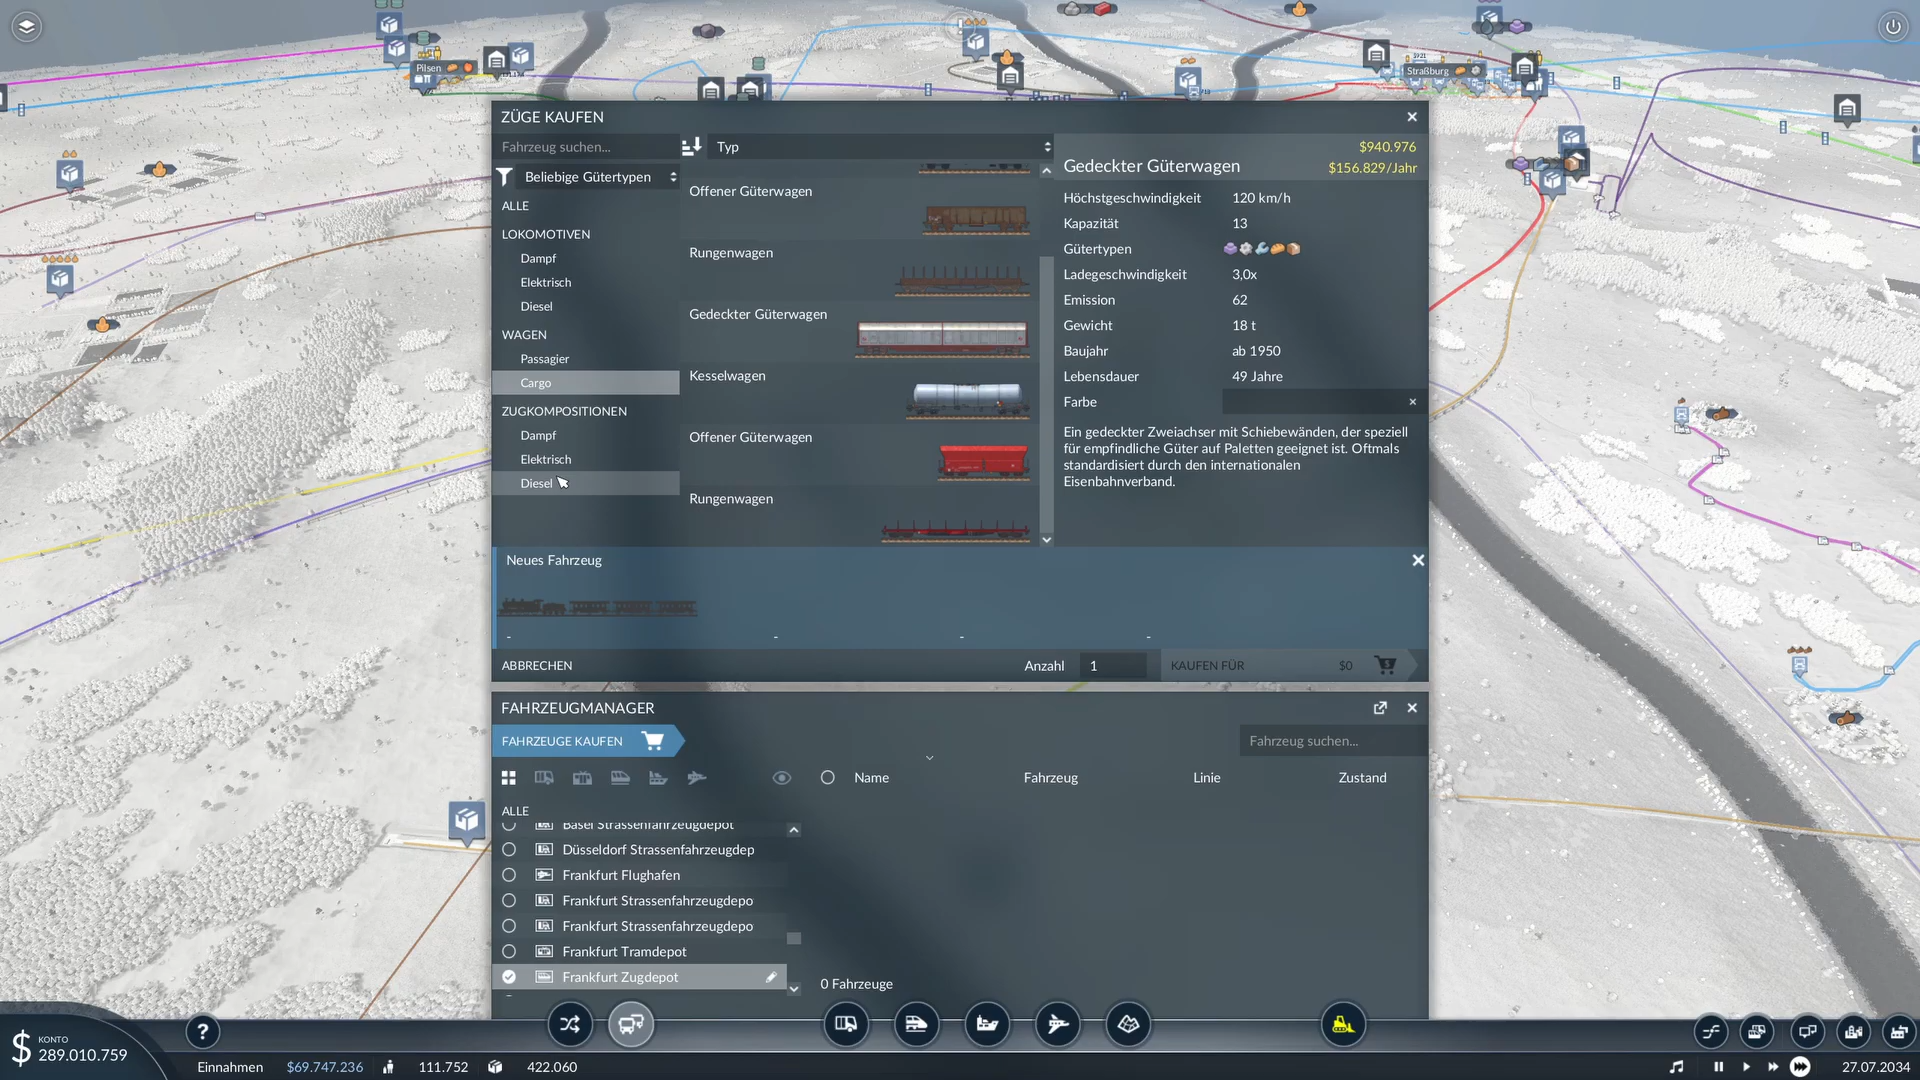 Pilsen
1921
Straßburg
ZÜGE KAUFEN
Fahrzeug suchen...
Typ
Beliebige Gütertypen
ALLE
LOKOMOTIVEN
Dampf
Elektrisch
Diesel
WAGEN
Passagier
Cargo
ZUGKOMPOSITIONEN
Dampf
Elektrisch
Diesel
Offener Güterwagen
Rungenwagen
Gedeckter Güterwagen
Kesselwagen
Offener Güterwagen
Rungenwagen
$940.976
Gedeckter Güterwagen
$156.829/Jahr
Höchstgeschwindigkeit 120 km/h
Kapazität 13
Gütertypen
Ladegeschwindigkeit 3,0x
Emission 62
Gewicht 18 t
Baujahr ab 1950
Lebensdauer 49 Jahre
Farbe
Ein gedeckter Zweiachser mit Schiebewänden, der speziell
für empfindliche Güter auf Paletten geeignet ist. Oftmals
standardisiert durch den internationalen
Eisenbahnverband.
Neues Fahrzeug
- - - -
ABBRECHEN
Anzahl 1
KAUFEN FÜR $0
FAHRZEUGMANAGER
FAHRZEUGE KAUFEN
Fahrzeug suchen...
Name Fahrzeug Linie Zustand
ALLE
Basel Strassenfahrzeugdepot
Düsseldorf Strassenfahrzeugdep
Frankfurt Flughafen
Frankfurt Strassenfahrzeugdepo
Frankfurt Strassenfahrzeugdepo
Frankfurt Tramdepot
Frankfurt Zugdepot
0 Fahrzeuge
?
$ KONTO
289.010.759
Einnahmen $69.747.236 111.752 422.060
27.07.2034